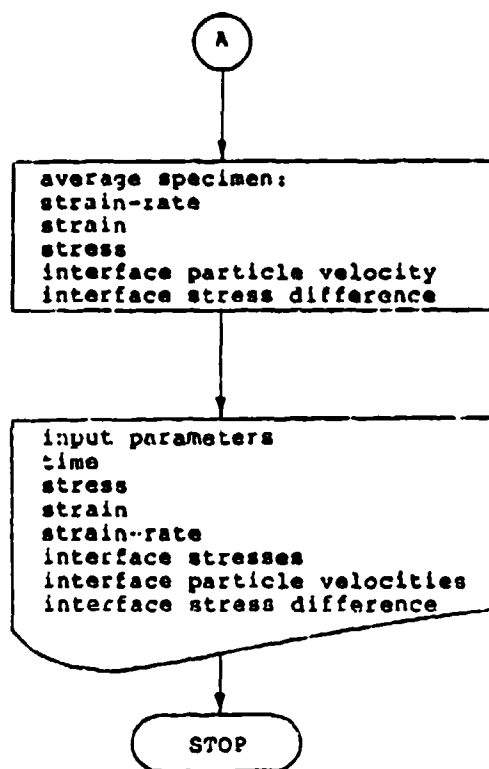 A
average specimen:
strain-rate
strain
stress
interface particle velocity
interface stress difference
input parameters
time
stress
strain
strain-rate
interface stresses
interface particle velocities
interface stress difference
STOP